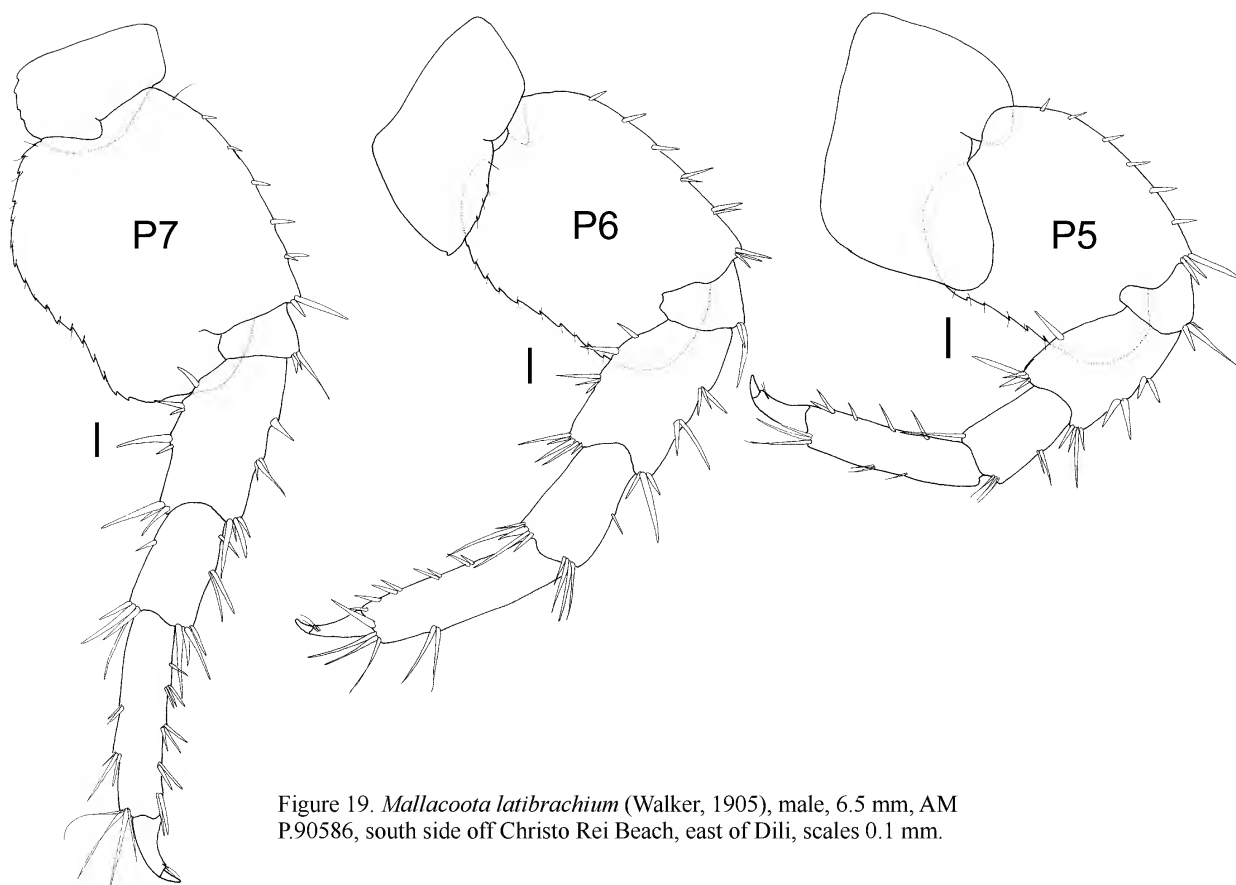 P7
P6
P5
Figure 19. Mallacoota latibrachium (Walker, 1905), male, 6.5 mm, AM
P.90586, south side off Christo Rei Beach, east of Dili, scales 0.1 mm.